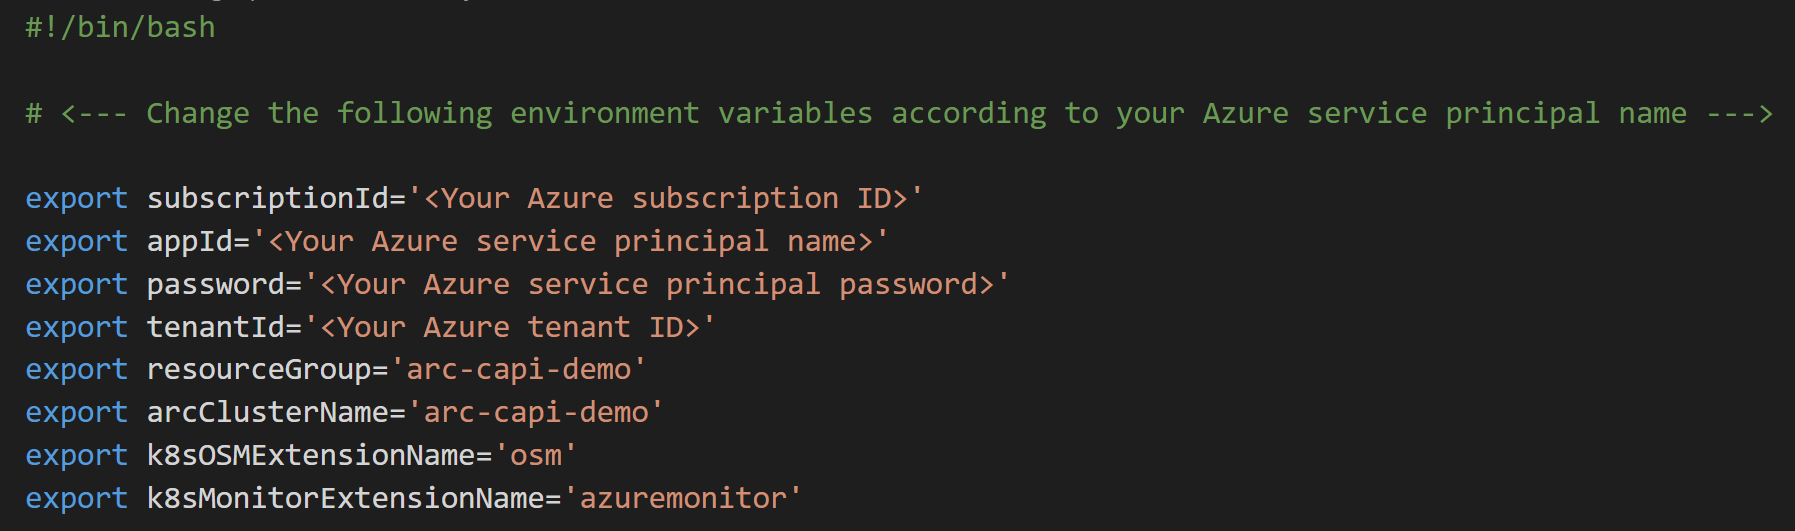 #!/bin/bash
# <--- Change the following environment variables according to your Azure service principal name --->
export subscriptionId='<Your Azure subscription ID>'
export appId='<Your Azure service principal name>'
export password='<Your Azure service principal password>'
export tenantId='<Your Azure tenant ID>'
export resourceGroup='arc-capi-demo'
export arcClusterName='arc-capi-demo'
export k8sOSMExtensionName='osm'
export k8sMonitorExtensionName='azuremonitor'